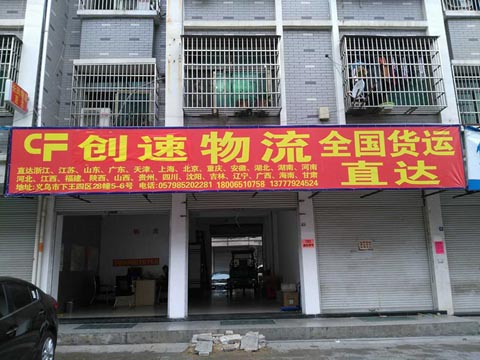 CF 创速物流 全国货运
直达
直达浙江、江苏、山东、广东、天津、上海、北京、重庆、安徽、湖北、湖南、河南
河北、江西、福建、陕西、山西、贵州、四川、沈阳、吉林、辽宁、广西、海南、甘肃
地址:义乌市下王四区28幢5-6号 电话:057985202281 18006510758 13777924524